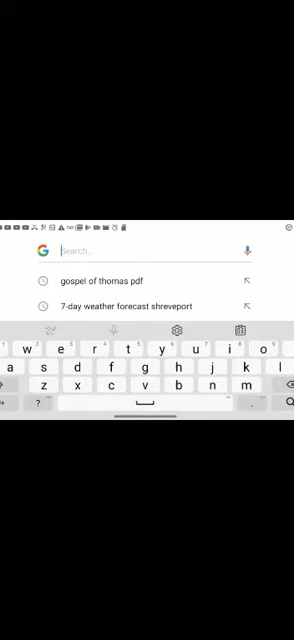 Search...
gospel of thomas pdf
7-day weather forecast shreveport
w e r t y u i o
a s d f g h j k l
z x c v b n m
? .